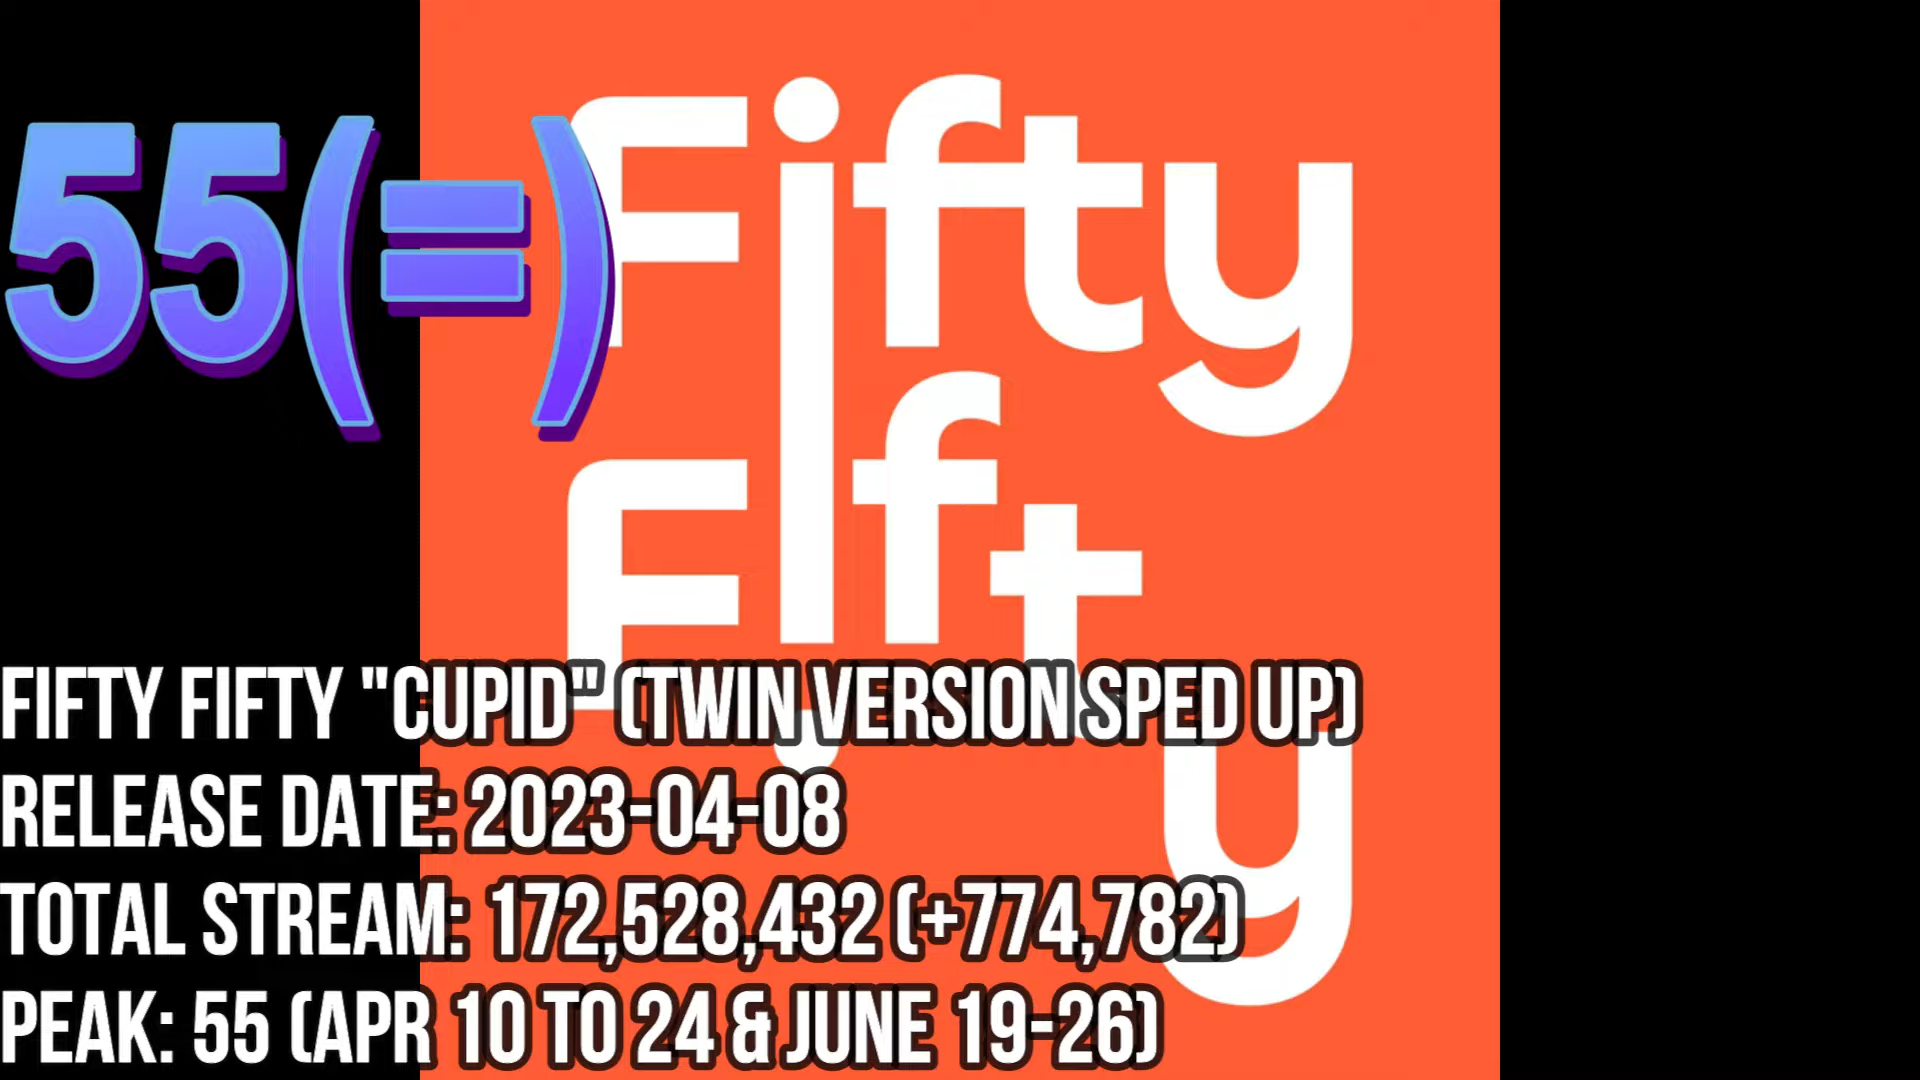 55(=)
Fifty
Fifty
FIFTY FIFTY "CUPID" (TWIN VERSION SPED UP)
RELEASE DATE: 2023-04-08
TOTAL STREAM: 172,528,432 (+774,782)
PEAK: 55 (APR 10 TO 24 & JUNE 19-26)